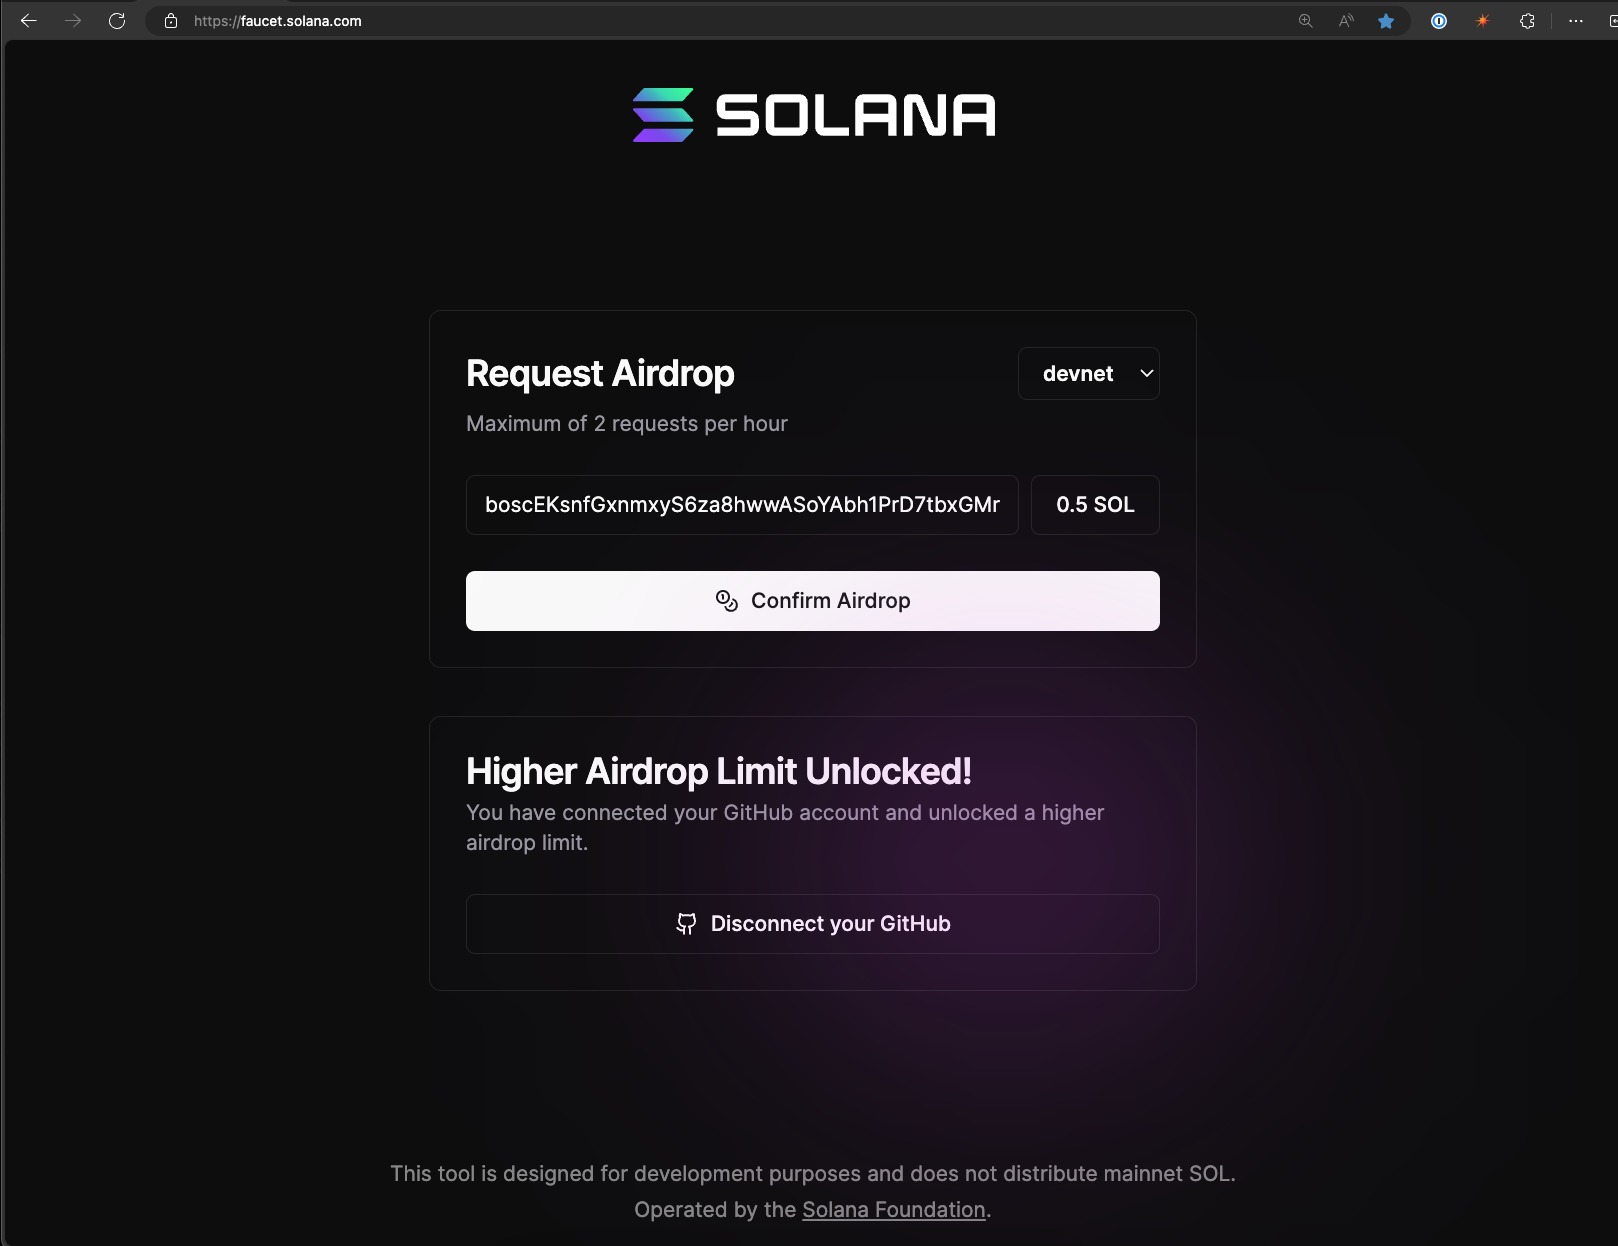 https://faucet.solana.com
SOLANA
Request Airdrop
devnet
Maximum of 2 requests per hour
boscEKsnfGxnmxyS6za8hwwASoYAbh1PrD7tbxGMr
0.5 SOL
Confirm Airdrop
Higher Airdrop Limit Unlocked!
You have connected your GitHub account and unlocked a higher
airdrop limit.
Disconnect your GitHub
This tool is designed for development purposes and does not distribute mainnet SOL.
Operated by the Solana Foundation.